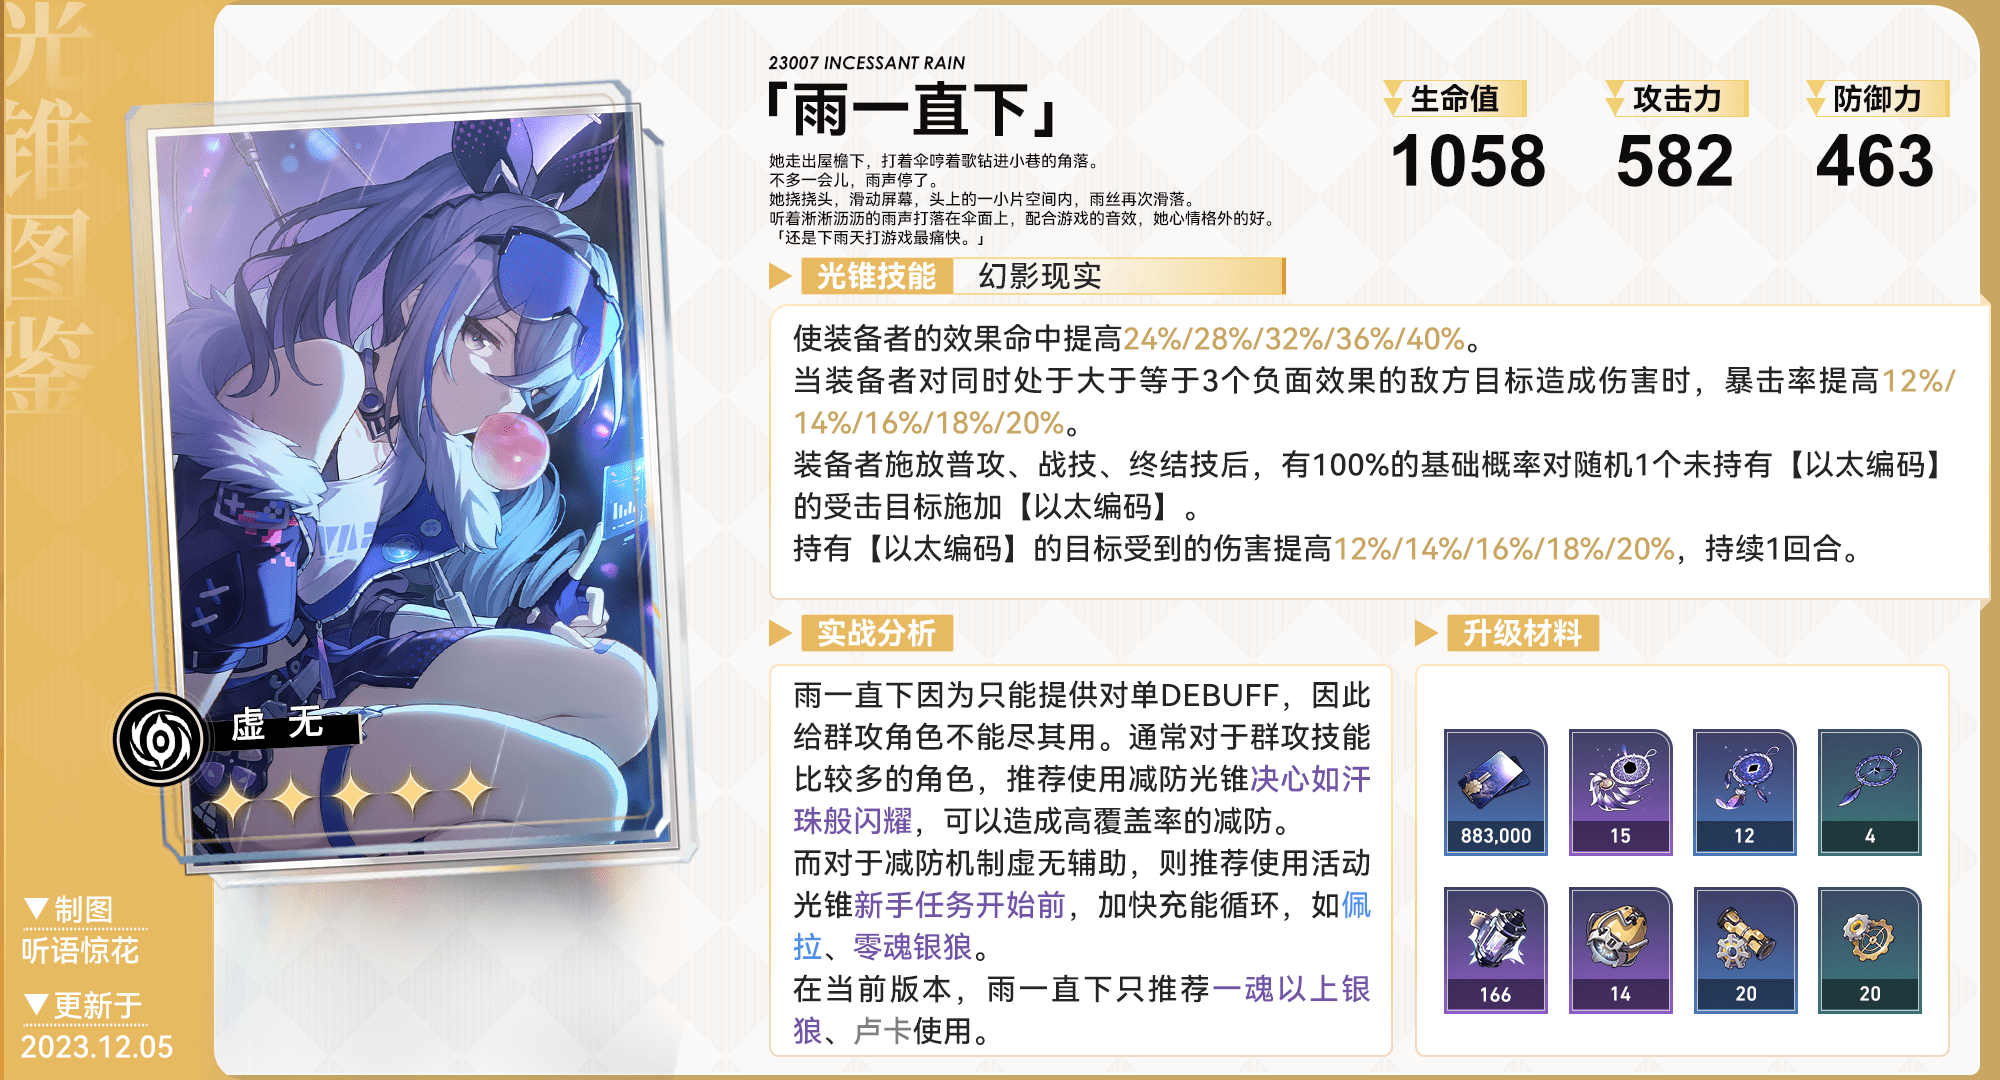 光锥图鉴
23007 INCESSANT RAIN
「雨一直下」
她走出屋檐下，打着伞哼着歌钻进小巷的角落。
不多一会儿，雨声停了。
她挠挠头，滑动屏幕，头上的一小片空间内，雨丝再次滑落。
听着淅淅沥沥的雨声打落在伞面上，配合游戏的音效，她心情格外的好。
「还是下雨天打游戏最痛快。」
生命值
1058
攻击力
582
防御力
463
光锥技能 幻影现实
使装备者的效果命中提高24%/28%/32%/36%/40%。
当装备者对同时处于大于等于3个负面效果的敌方目标造成伤害时，暴击率提高12%/
14%/16%/18%/20%。
装备者施放普攻、战技、终结技后，有100%的基础概率对随机1个未持有【以太编码】
的受击目标施加【以太编码】。
持有【以太编码】的目标受到的伤害提高12%/14%/16%/18%/20%，持续1回合。
虚无
实战分析
雨一直下因为只能提供对单DEBUFF，因此
给群攻角色不能尽其用。通常对于群攻技能
比较多的角色，推荐使用减防光锥决心如汗
珠般闪耀，可以造成高覆盖率的减防。
而对于减防机制虚无辅助，则推荐使用活动
光锥新手任务开始前，加快充能循环，如佩
拉、零魂银狼。
在当前版本，雨一直下只推荐一魂以上银
狼、卢卡使用。
升级材料
883,000
15
12
4
166
14
20
20
制图
听语惊花
更新于
2023.12.05